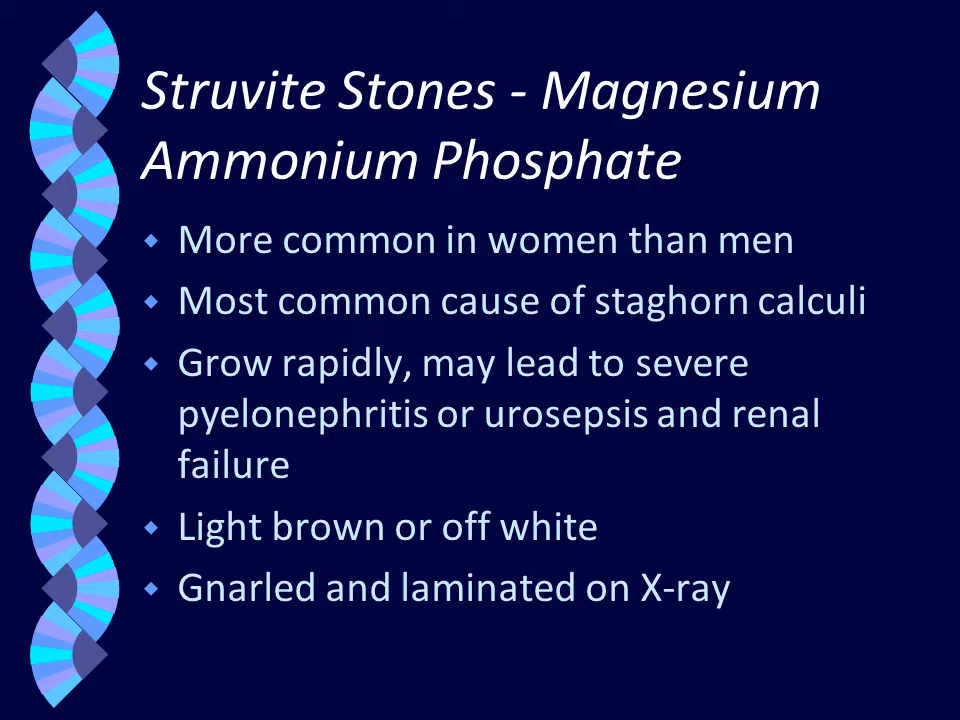 Struvite Stones - Magnesium
Ammonium Phosphate
More common in women than men
Most common cause of staghorn calculi
Grow rapidly, may lead to severe
pyelonephritis or urosepsis and renal
failure
Light brown or off white
Gnarled and laminated on X-ray